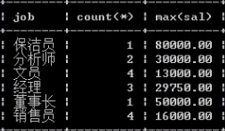 job count(*) max(sal)
保洁员 1 80000.00
分析师 2 30000.00
文员 4 13000.00
经理 3 29750.00
董事长 1 50000.00
销售员 4 16000.00